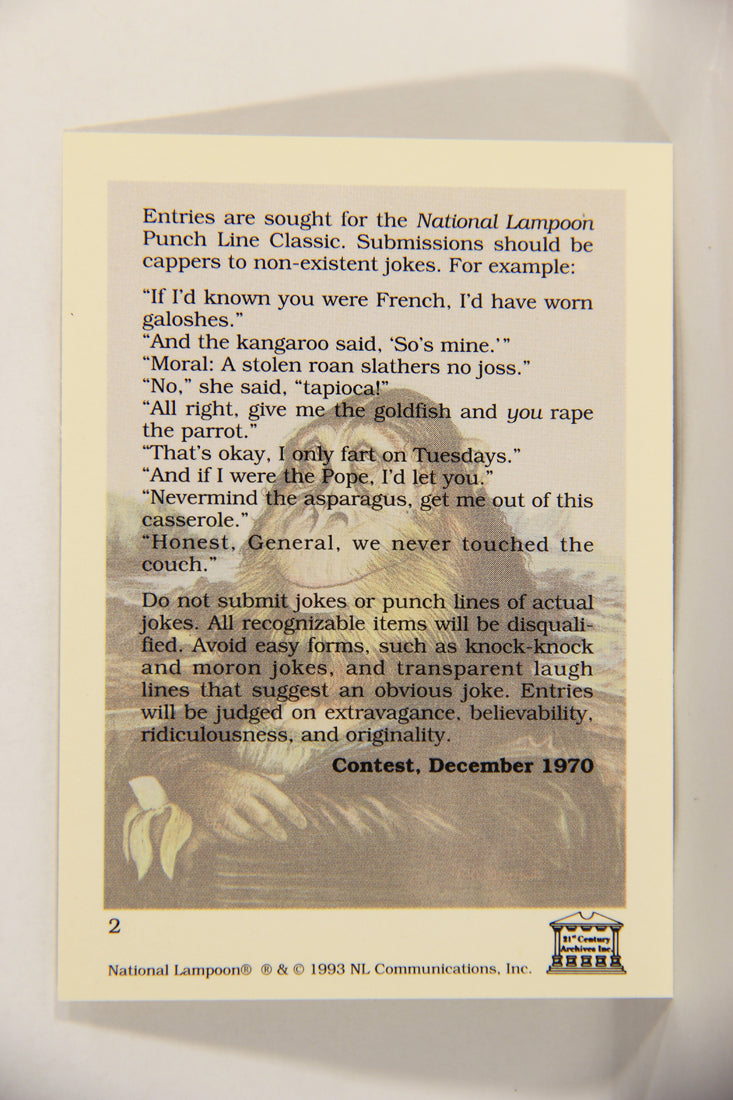 Entries are sought for the National Lampoon
Punch Line Classic. Submissions should be
cappers to non-existent jokes. For example:
“If I’d known you were French, I’d have worn
galoshes.”
“And the kangaroo said, ‘So’s mine.’”
“Moral: A stolen roan slathers no joss.”
“No,” she said, “tapioca!”
“All right, give me the goldfish and you rape
the parrot.”
“That’s okay, I only fart on Tuesdays.”
“And if I were the Pope, I’d let you.”
“Nevermind the asparagus, get me out of this
casserole.”
“Honest, General, we never touched the
couch.”
Do not submit jokes or punch lines of actual
jokes. All recognizable items will be disquali-
fied. Avoid easy forms, such as knock-knock
and moron jokes, and transparent laugh
lines that suggest an obvious joke. Entries
will be judged on extravagance, believability,
ridiculousness, and originality.
Contest, December 1970
2
21st Century
Archives Inc.
National Lampoon® ® & © 1993 NL Communications, Inc.